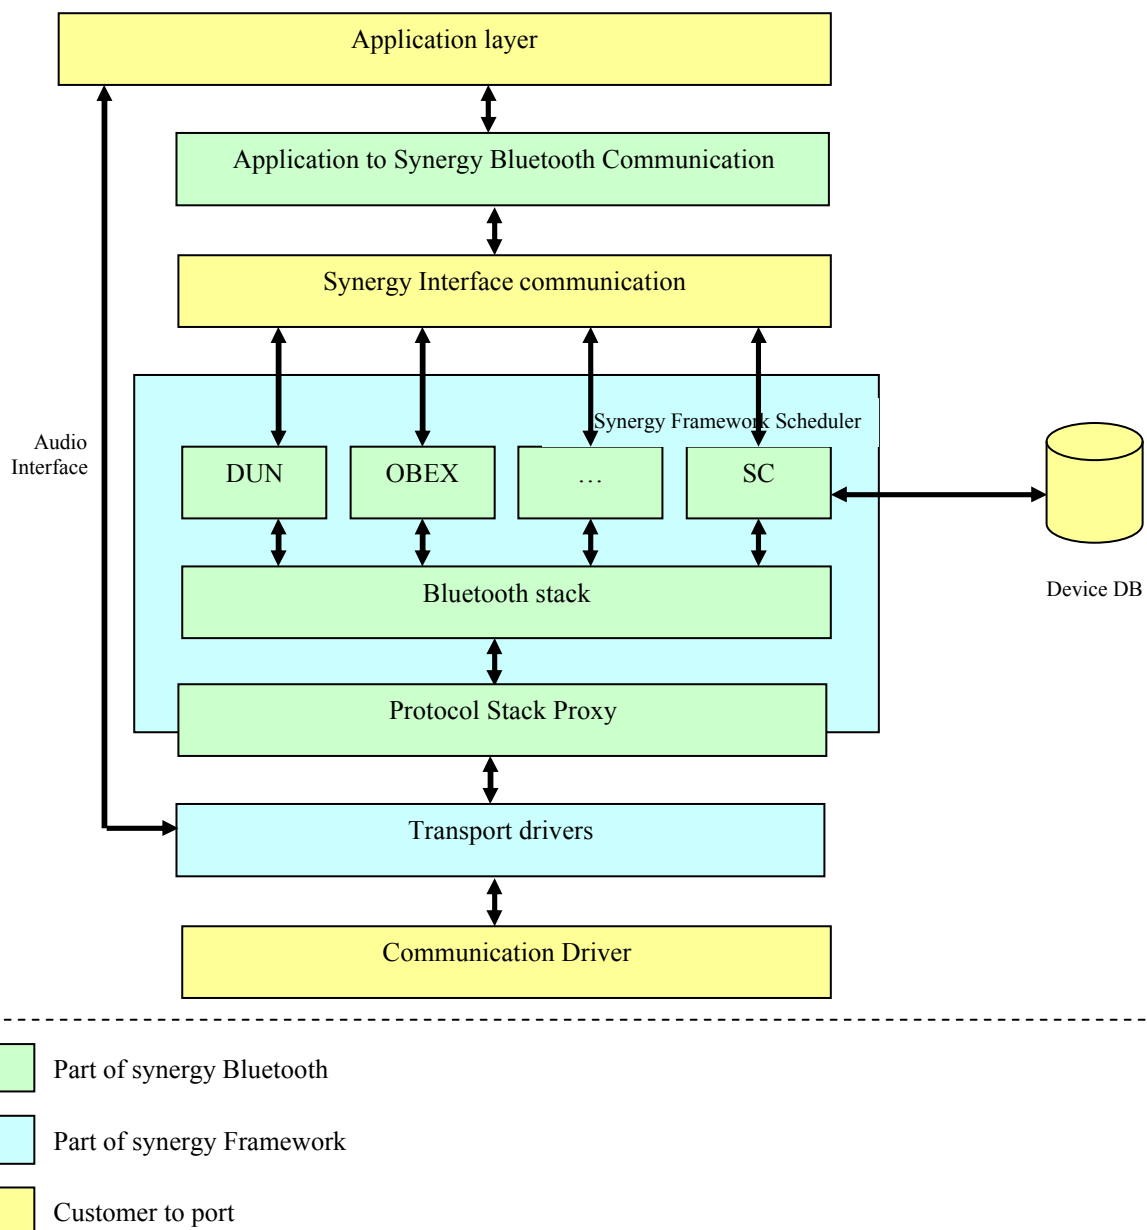 Application layer
Application to Synergy Bluetooth Communication
Synergy Interface communication
Synergy Framework Scheduler
Audio
Interface
DUN
OBEX
…
SC
Bluetooth stack
Device DB
Protocol Stack Proxy
Transport drivers
Communication Driver
Part of synergy Bluetooth
Part of synergy Framework
Customer to port